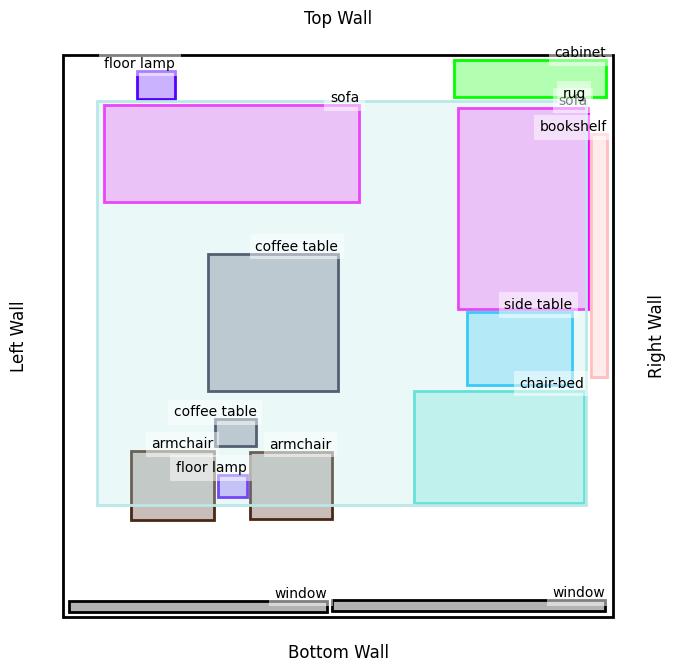 Top Wall
cabinet
floor lamp
rug
sofa
sofa
bookshelf
coffee table
side table
Left Wall
Right Wall
chair-bed
coffee table
armchair
armchair
floor lamp
window
window
Bottom Wall